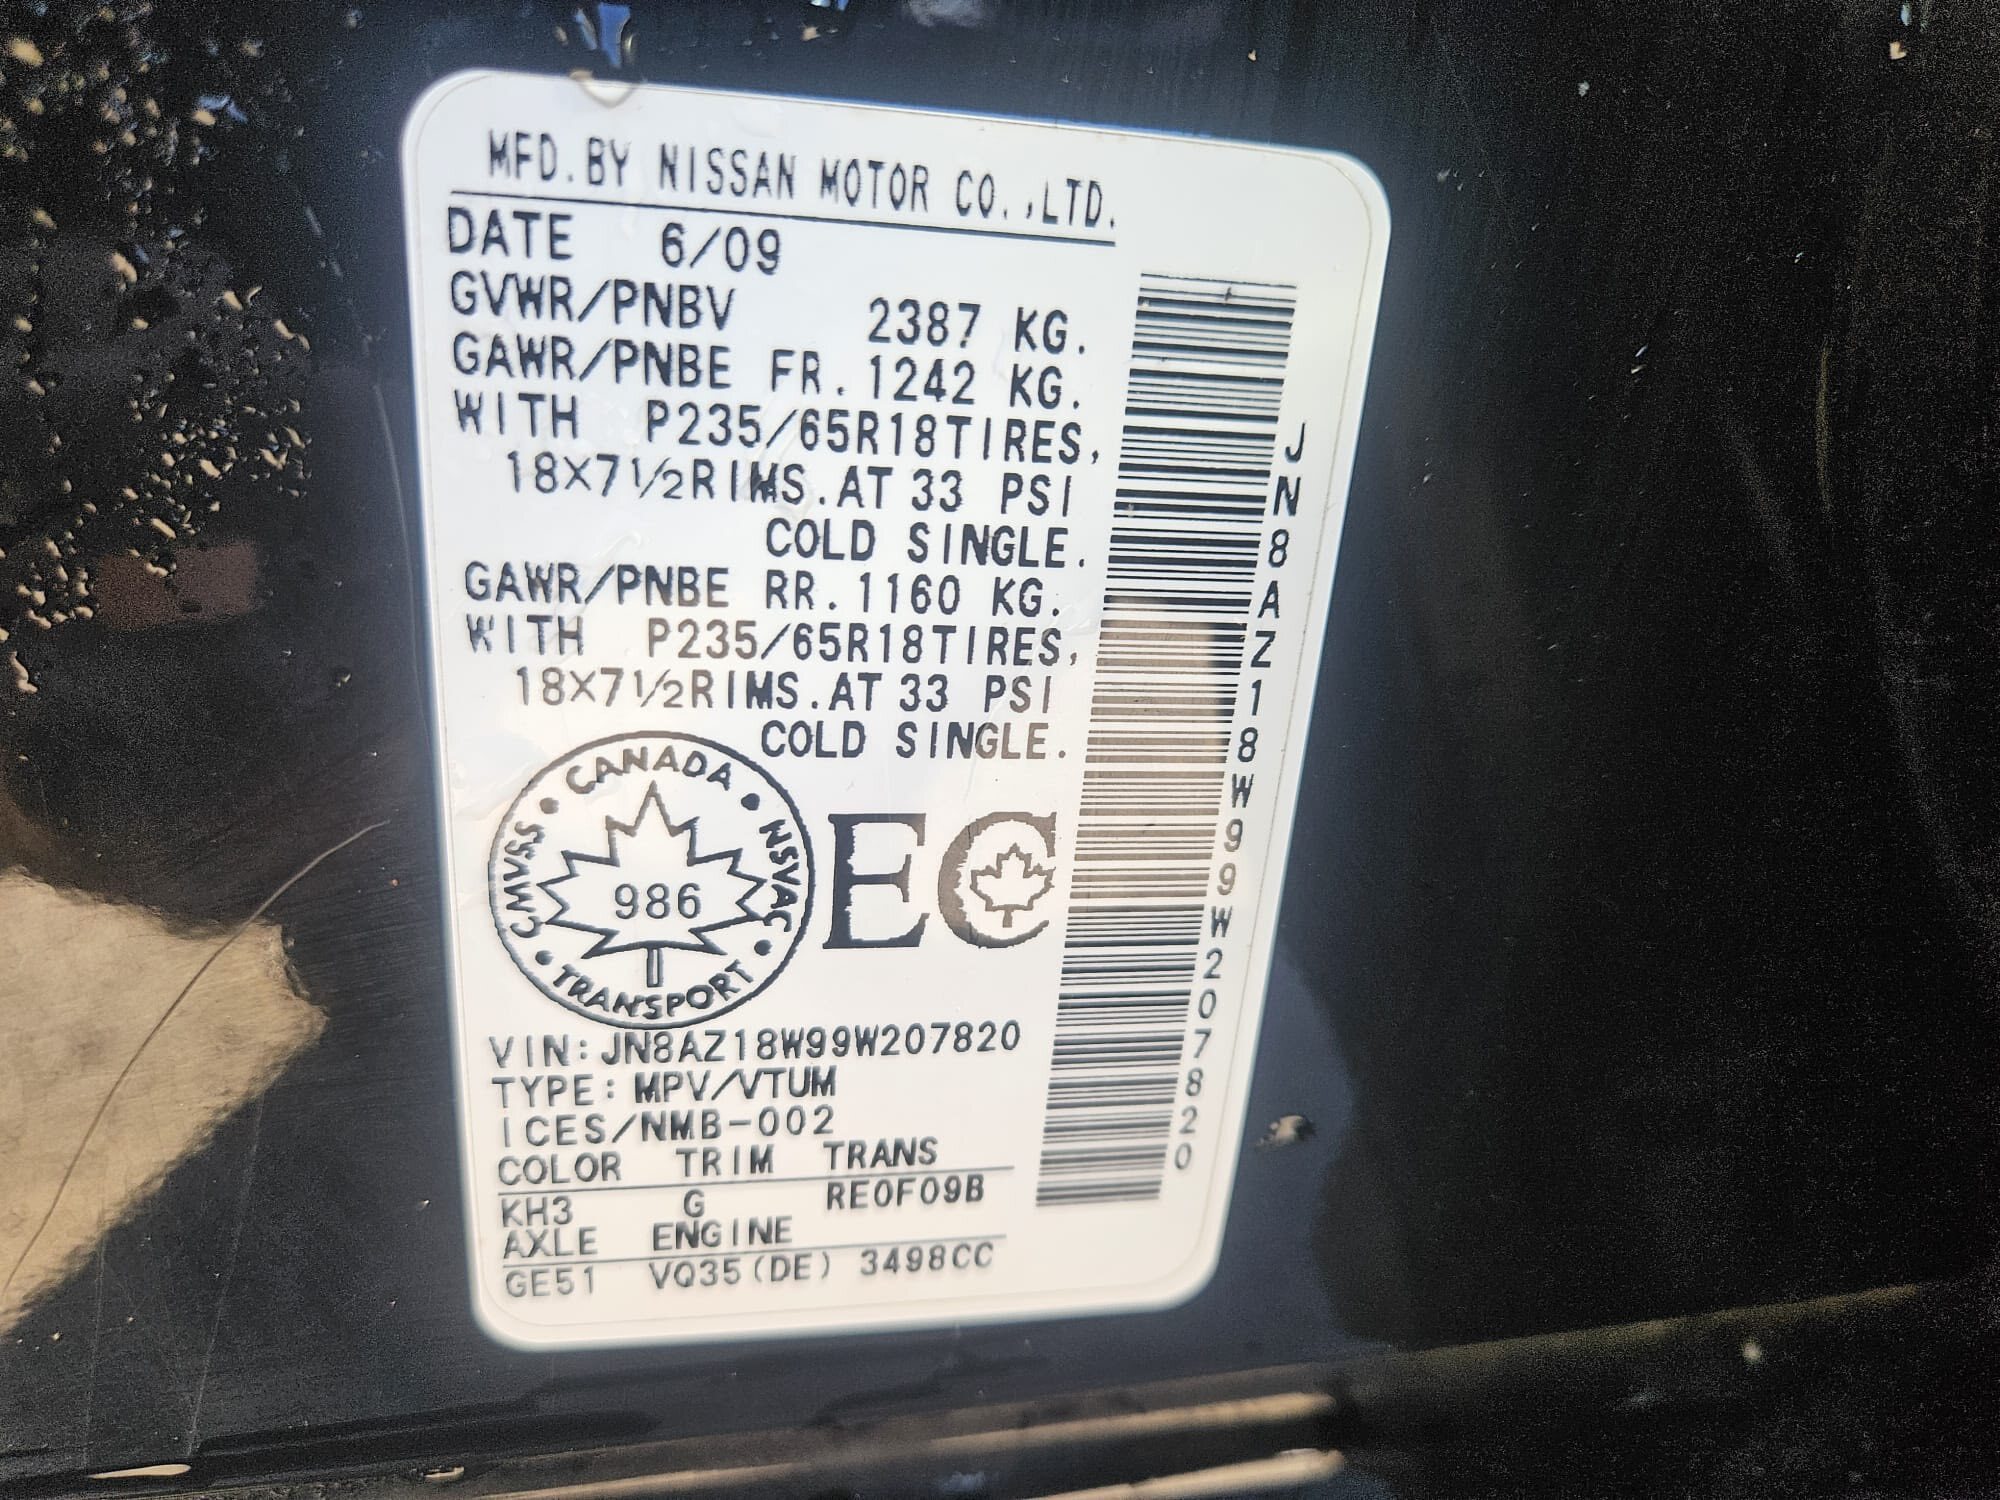 MFD.BY NISSAN MOTOR CO.,LTD.
DATE 6/09
GVWR/PNBV 2387 KG.
GAWR/PNBE FR. 1242 KG.
WITH P235/65R18TIRES,
18X7½RIMS.AT 33 PSI
COLD SINGLE.
GAWR/PNBE RR. 1160 KG.
WITH P235/65R18TIRES,
18X7½RIMS.AT 33 PSI
COLD SINGLE.
CANADA
CMVSS
NSVAC
986
TRANSPORT
EC
VIN:JN8AZ18W99W207820
TYPE:MPV/VTUM
ICES/NMB-002
COLOR TRIM TRANS
KH3 G RE0F09B
AXLE ENGINE
GE51 VQ35(DE) 3498CC
JN8AZ18W99W207820